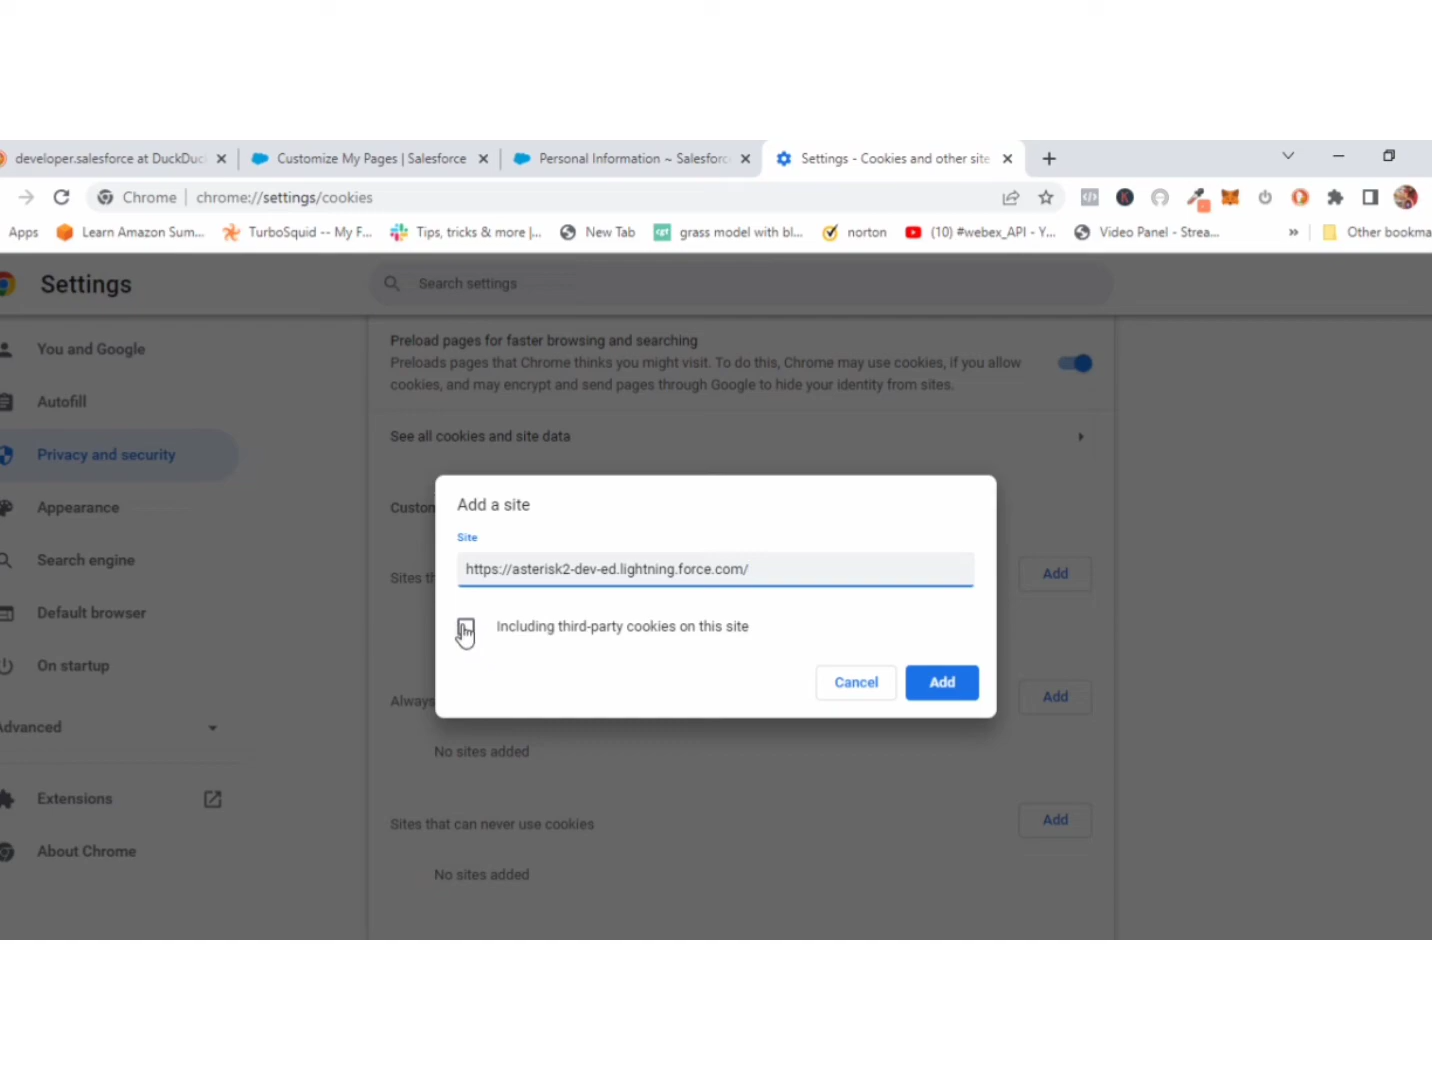 developer.salesforce at DuckDuc
Customize My Pages | Salesforce
Personal Information ~ Salesforc
Settings - Cookies and other site
Chrome | chrome://settings/cookies
Apps
Learn Amazon Sum...
TurboSquid -- My F...
Tips, tricks & more |...
New Tab
grass model with bl...
norton
(10) #webex_API - Y...
Video Panel - Strea...
»
Other bookma
Settings
Search settings
You and Google
Autofill
Privacy and security
Appearance
Search engine
Default browser
On startup
Advanced
Extensions
About Chrome
Preload pages for faster browsing and searching
Preloads pages that Chrome thinks you might visit. To do this, Chrome may use cookies, if you allow
cookies, and may encrypt and send pages through Google to hide your identity from sites.
See all cookies and site data
Custon
Sites th
Add
Add a site
Site
https://asterisk2-dev-ed.lightning.force.com/
Including third-party cookies on this site
Cancel
Add
Always
Add
No sites added
Sites that can never use cookies
Add
No sites added